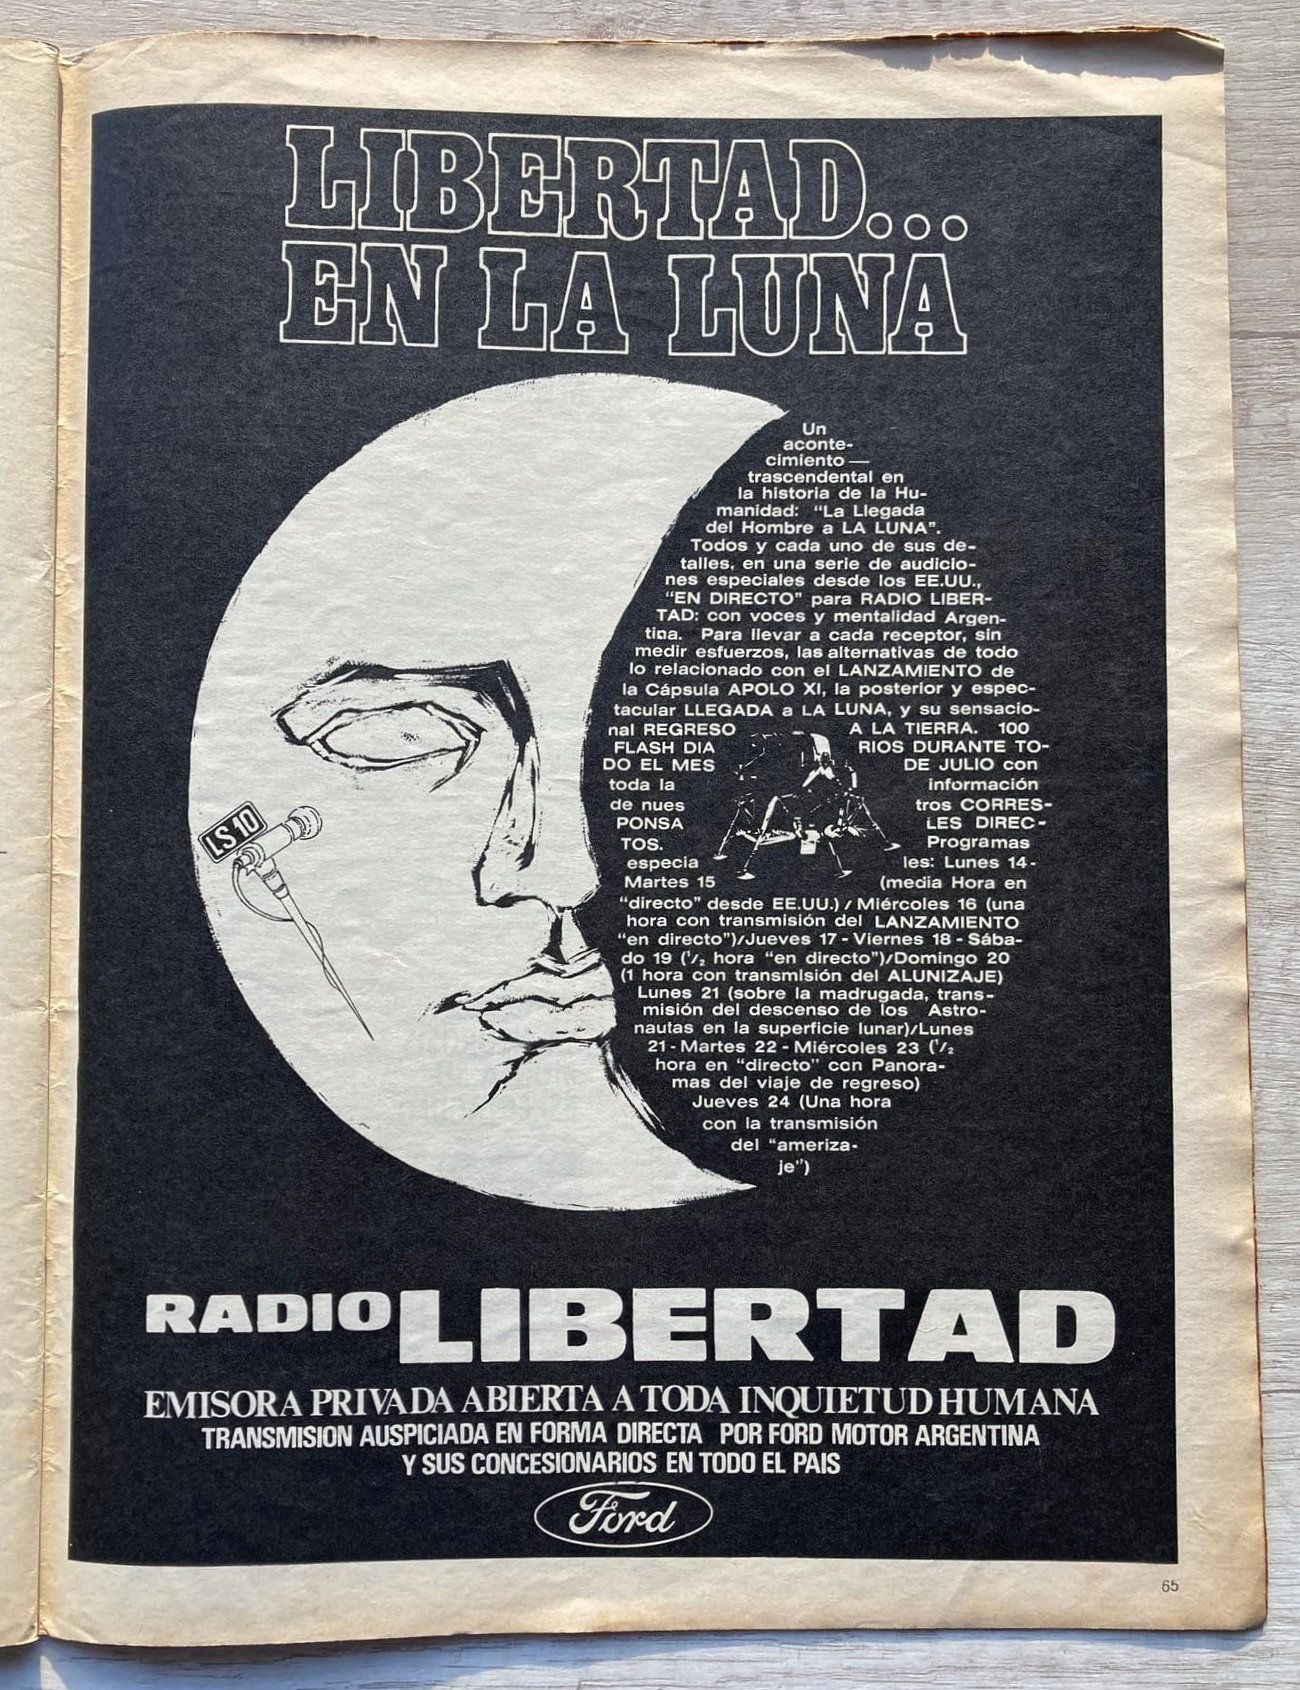 LIBERTAD...
EN LA LUNA
Un
aconte-
cimiento —
trascendental en
la historia de la Hu-
manidad: "La Llegada
del Hombre a LA LUNA".
Todos y cada uno de sus de-
talles, en una serie de audicio-
nes especiales desde los EE.UU.,
"EN DIRECTO" para RADIO LIBER-
TAD: con voces y mentalidad Argen-
tina. Para llevar a cada receptor, sin
medir esfuerzos, las alternativas de todo
lo relacionado con el LANZAMIENTO de
la Cápsula APOLO XI, la posterior y espec-
tacular LLEGADA a LA LUNA, y su sensacio-
nal REGRESO A LA TIERRA. 100
FLASH DIA RIOS DURANTE TO-
DO EL MES DE JULIO con
toda la información
de nues tros CORRES-
PONSA LES DIREC-
TOS. Programas
especia les: Lunes 14-
Martes 15 (media Hora en
"directo" desde EE.UU.) / Miércoles 16 (una
hora con transmisión del LANZAMIENTO
"en directo")/Jueves 17 - Viernes 18 - Sába-
do 19 (1/2 hora "en directo")/Domingo 20
(1 hora con transmisión del ALUNIZAJE)
Lunes 21 (sobre la madrugada, trans-
misión del descenso de los Astro-
nautas en la superficie lunar)/Lunes
21 - Martes 22 - Miércoles 23 (1/2
hora en "directo" con Panora-
mas del viaje de regreso)
Jueves 24 (Una hora
con la transmisión
del "ameriza-
je")
LS 10
RADIO LIBERTAD
EMISORA PRIVADA ABIERTA A TODA INQUIETUD HUMANA
TRANSMISION AUSPICIADA EN FORMA DIRECTA POR FORD MOTOR ARGENTINA
Y SUS CONCESIONARIOS EN TODO EL PAIS
Ford
65